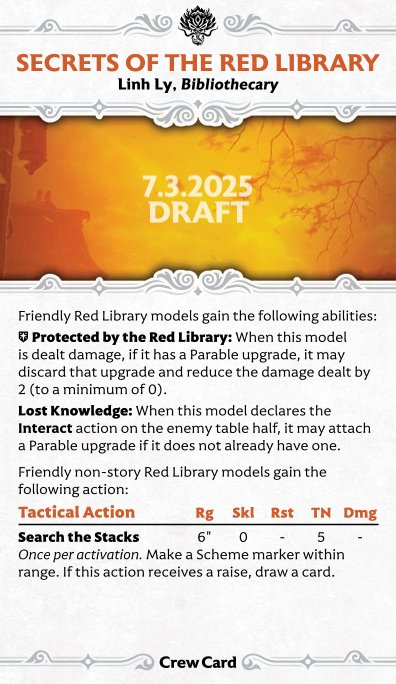 SECRETS OF THE RED LIBRARY
Linh Ly, Bibliothecary
7.3.2025
DRAFT
Friendly Red Library models gain the following abilities:
Protected by the Red Library: When this model
is dealt damage, if it has a Parable upgrade, it may
discard that upgrade and reduce the damage dealt by
2 (to a minimum of 0).
Lost Knowledge: When this model declares the
Interact action on the enemy table half, it may attach
a Parable upgrade if it does not already have one.
Friendly non-story Red Library models gain the
following action:
Tactical Action Rg Skl Rst TN Dmg
Search the Stacks 6" 0 - 5 -
Once per activation. Make a Scheme marker within
range. If this action receives a raise, draw a card.
Crew Card